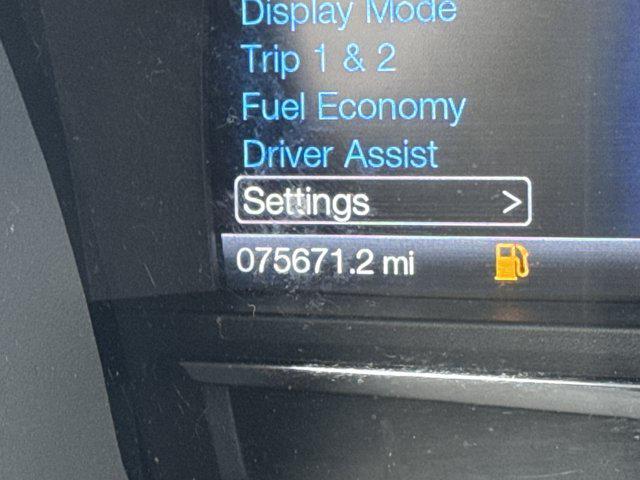 Display Mode
Trip 1 & 2
Fuel Economy
Driver Assist
Settings >
075671.2 mi